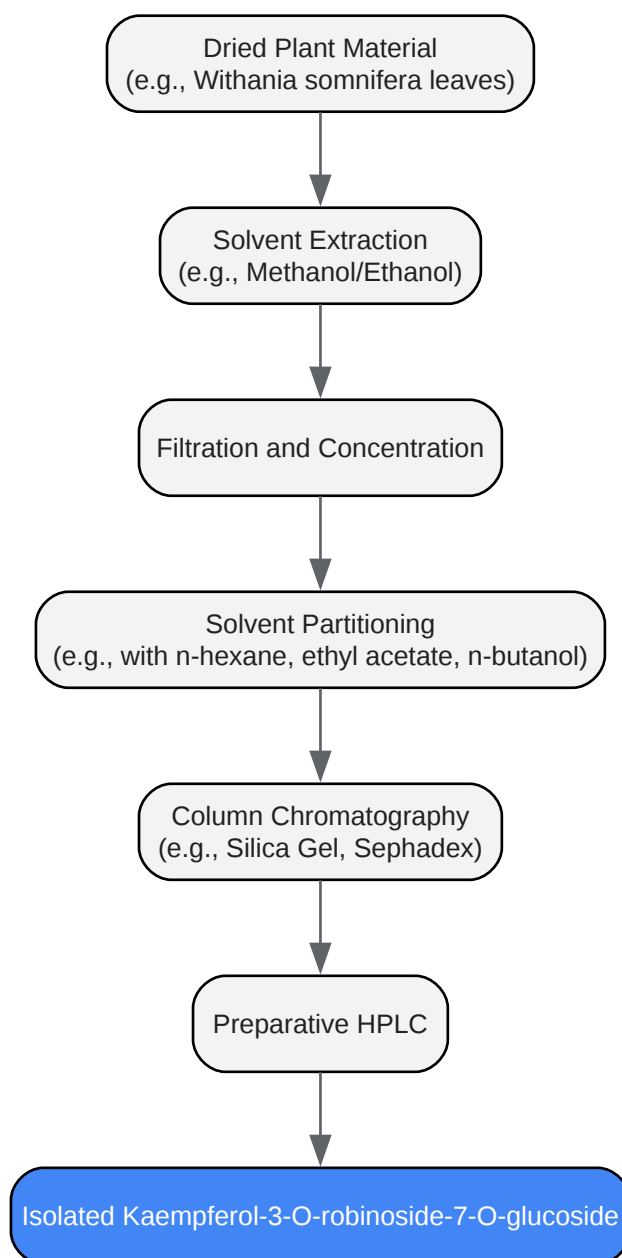 Dried Plant Material
(e.g., Withania somnifera leaves)
Solvent Extraction
(e.g., Methanol/Ethanol)
Filtration and Concentration
Solvent Partitioning
(e.g., with n-hexane, ethyl acetate, n-butanol)
Column Chromatography
(e.g., Silica Gel, Sephadex)
Preparative HPLC
Isolated Kaempferol-3-O-robinoside-7-O-glucoside